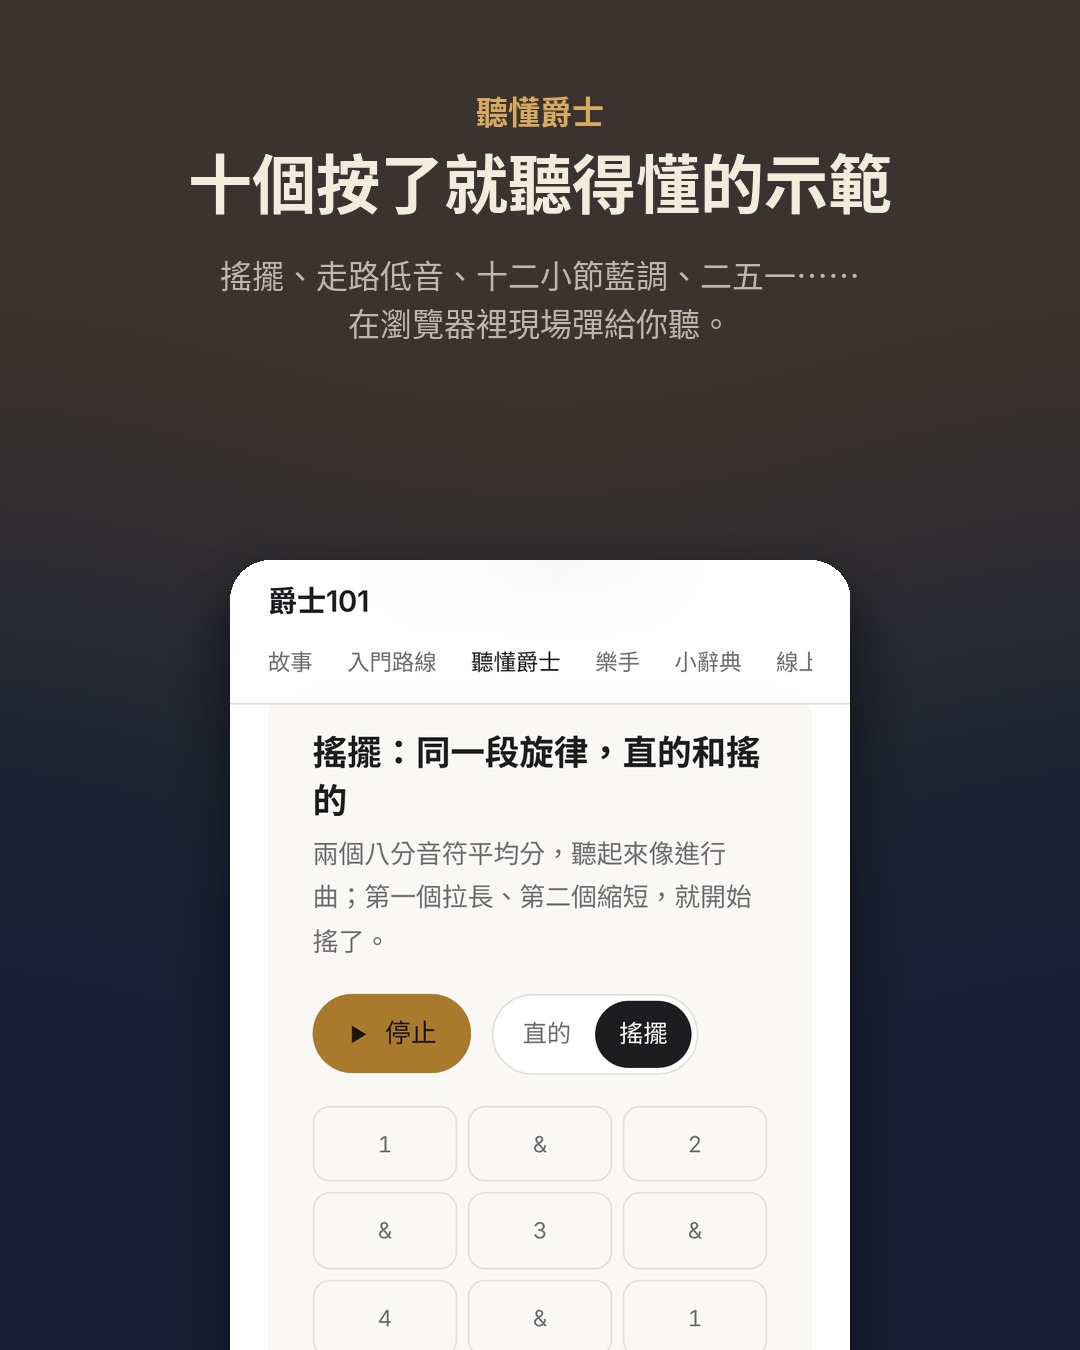 聽懂爵士
十個按了就聽得懂的示範
搖擺、走路低音、十二小節藍調、二五一⋯⋯
在瀏覽器裡現場彈給你聽。
爵士101
故事 入門路線 聽懂爵士 樂手 小辭典 線上
搖擺：同一段旋律，直的和搖
的
兩個八分音符平均分，聽起來像進行
曲；第一個拉長、第二個縮短，就開始
搖了。
▶ 停止 直的 搖擺
1 & 2
& 3 &
4 & 1